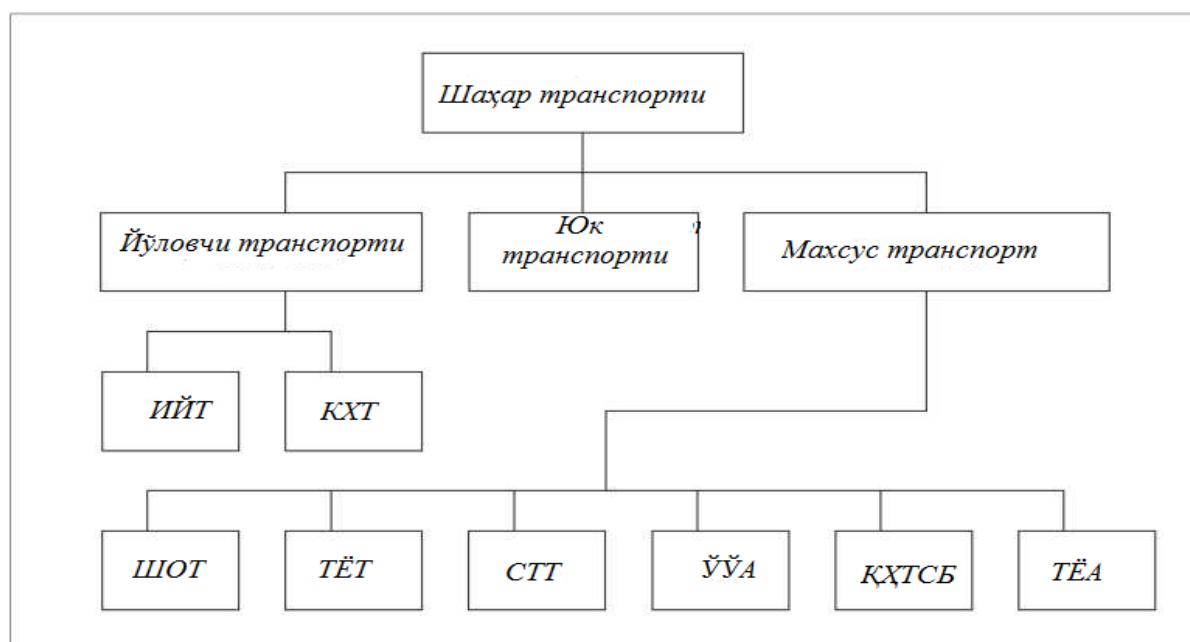 Шаҳар транспорти
Йўловчи транспорти
Юк
транспорти
Махсус транспорт
ИЙТ
КХТ
ШОТ
ТЁТ
СТТ
ЎЎА
ҚҲТСБ
ТЁА